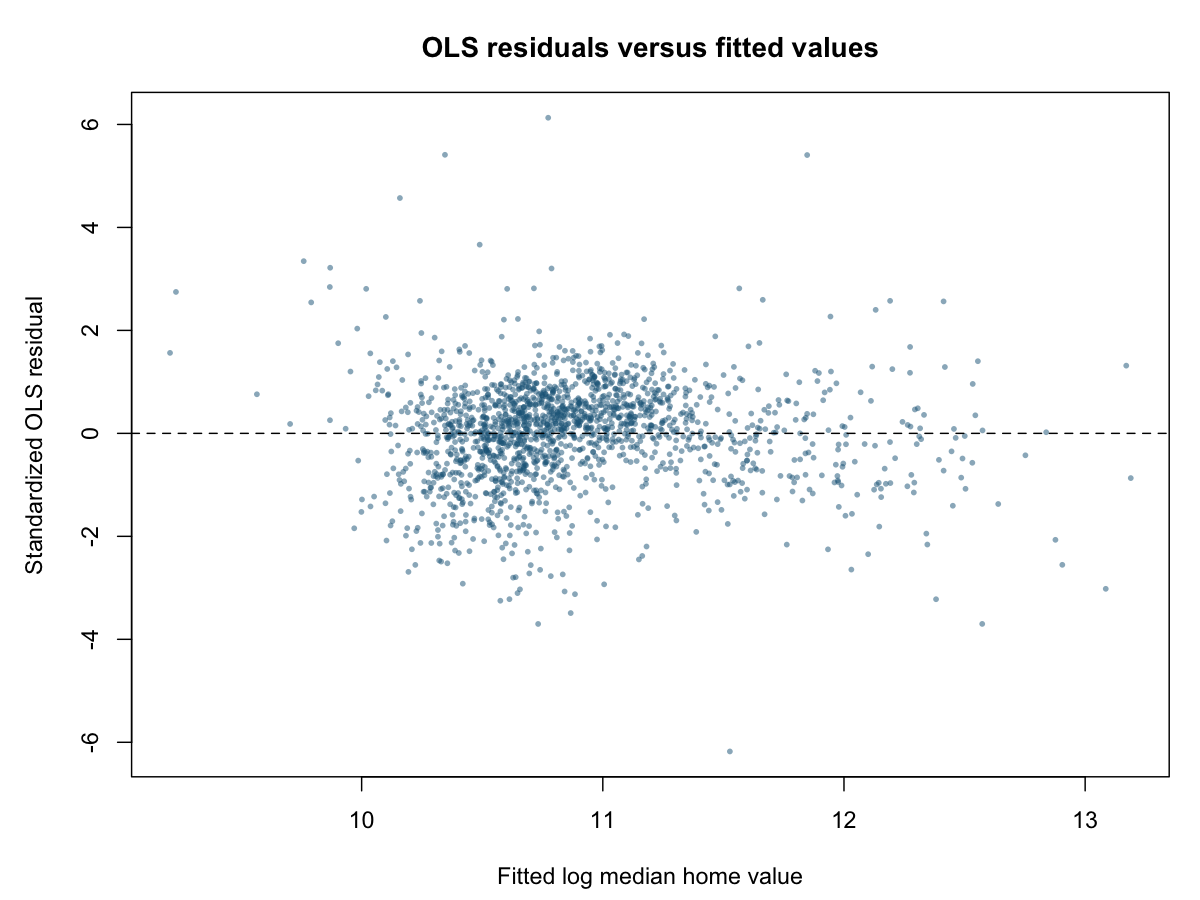 OLS residuals versus fitted values
Standardized OLS residual
6
4
2
0
-2
-4
-6
10 11 12 13
Fitted log median home value